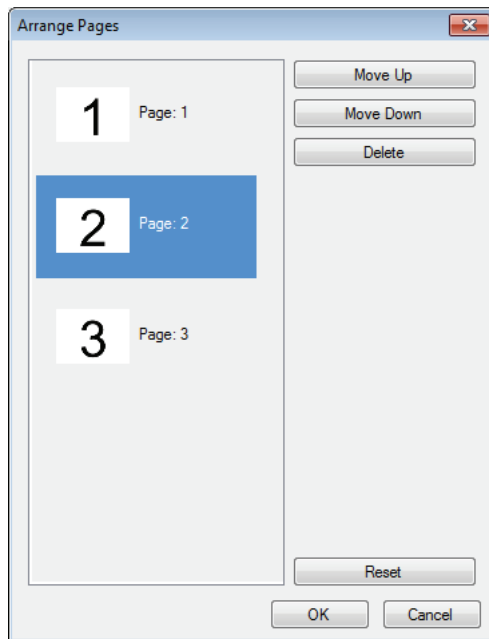 Arrange Pages
1 Page: 1
2 Page: 2
3 Page: 3
Move Up
Move Down
Delete
Reset
OK
Cancel